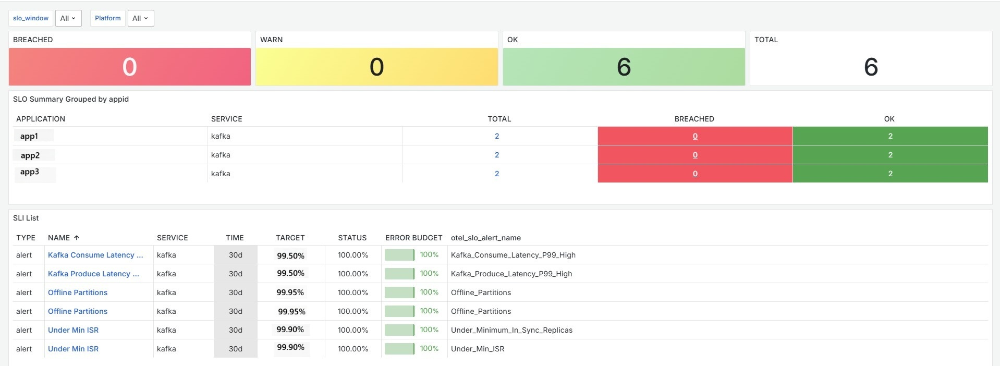 slo_window All Platform All
BREACHED WARN OK TOTAL
0 0 6 6
SLO Summary Grouped by appid
APPLICATION SERVICE TOTAL BREACHED OK
app1 kafka 2 0 2
app2 kafka 2 0 2
app3 kafka 2 0 2
SLI List
TYPE NAME ↑ SERVICE TIME TARGET STATUS ERROR BUDGET otel_slo_alert_name
alert Kafka Consume Latency ... kafka 30d 99.50% 100.00% 100% Kafka_Consume_Latency_P99_High
alert Kafka Produce Latency ... kafka 30d 99.50% 100.00% 100% Kafka_Produce_Latency_P99_High
alert Offline Partitions kafka 30d 99.95% 100.00% 100% Offline_Partitions
alert Offline Partitions kafka 30d 99.95% 100.00% 100% Offline_Partitions
alert Under Min ISR kafka 30d 99.90% 100.00% 100% Under_Minimum_In_Sync_Replicas
alert Under Min ISR kafka 30d 99.90% 100.00% 100% Under_Min_ISR